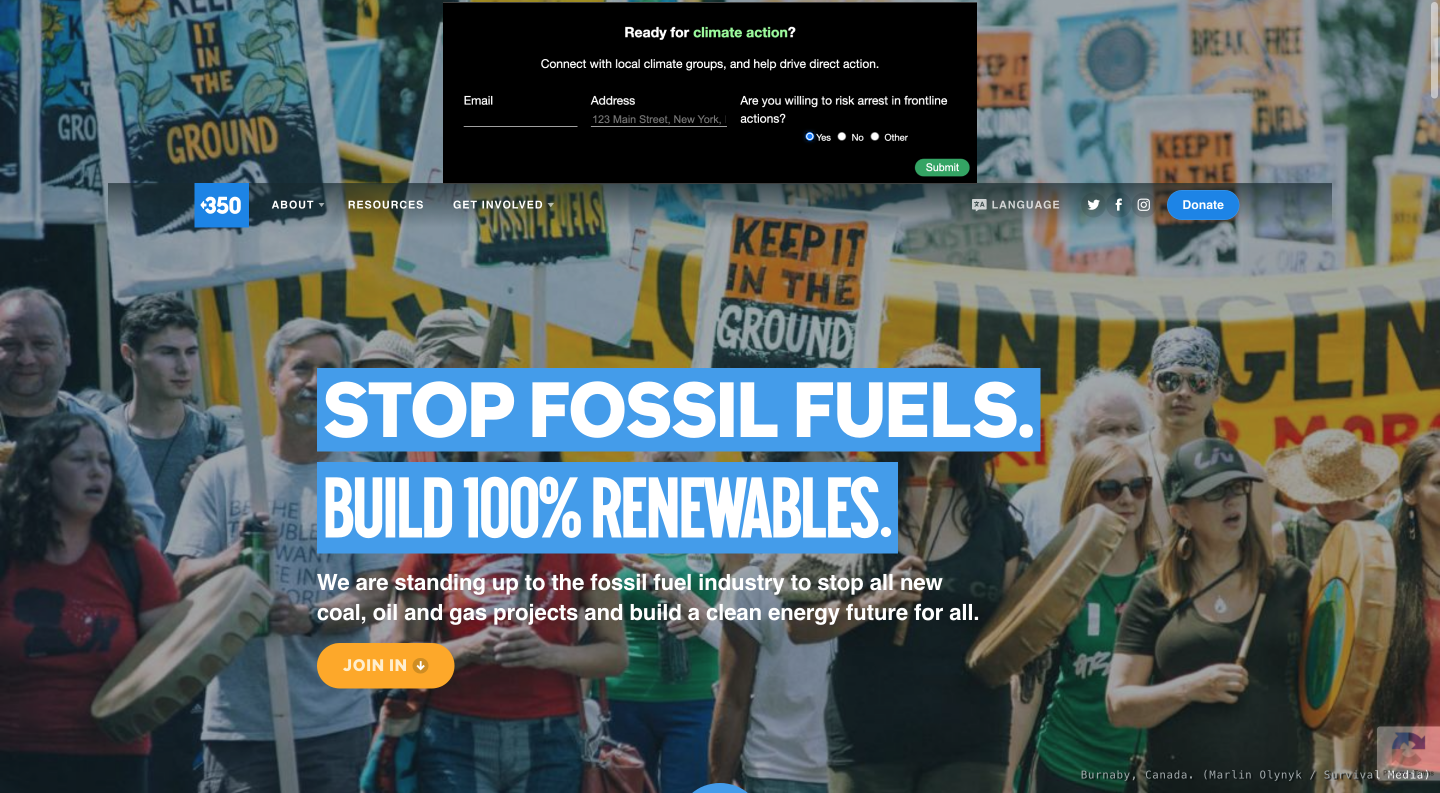 Ready for climate action?
Connect with local climate groups, and help drive direct action.
Email
Address
Are you willing to risk arrest in frontline
actions?
123 Main Street, New York,
Yes No Other
Submit
350
ABOUT
RESOURCES
GET INVOLVED
LANGUAGE
Donate
KEEP
IT
IN
THE
GROUND
GROUND
FOSSIL FUELS
KEEP IT
IN THE
GROUND
BREAK FREE
KEEP IT
IN THE
EXISTENCE
INDIGEN
STOP FOSSIL FUELS.
BUILD 100% RENEWABLES.
We are standing up to the fossil fuel industry to stop all new
coal, oil and gas projects and build a clean energy future for all.
JOIN IN
BE THE
Liv
Burnaby, Canada. (Marlin Olynyk / Survival Media)